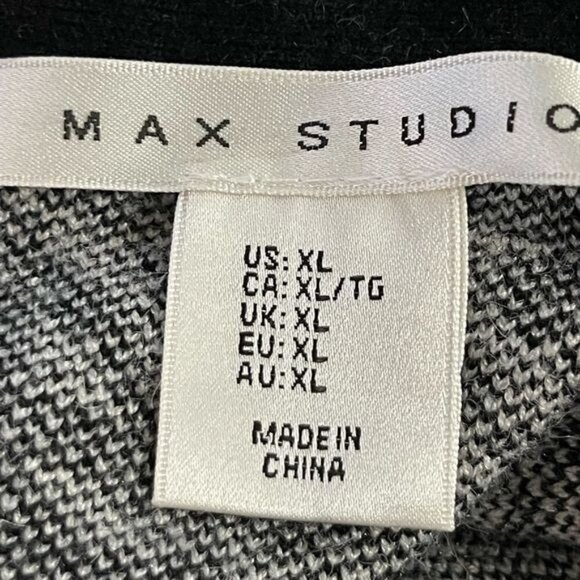 MAX STUDIO
US: XL
CA: XL/TG
UK: XL
EU: XL
AU: XL
MADE IN
CHINA